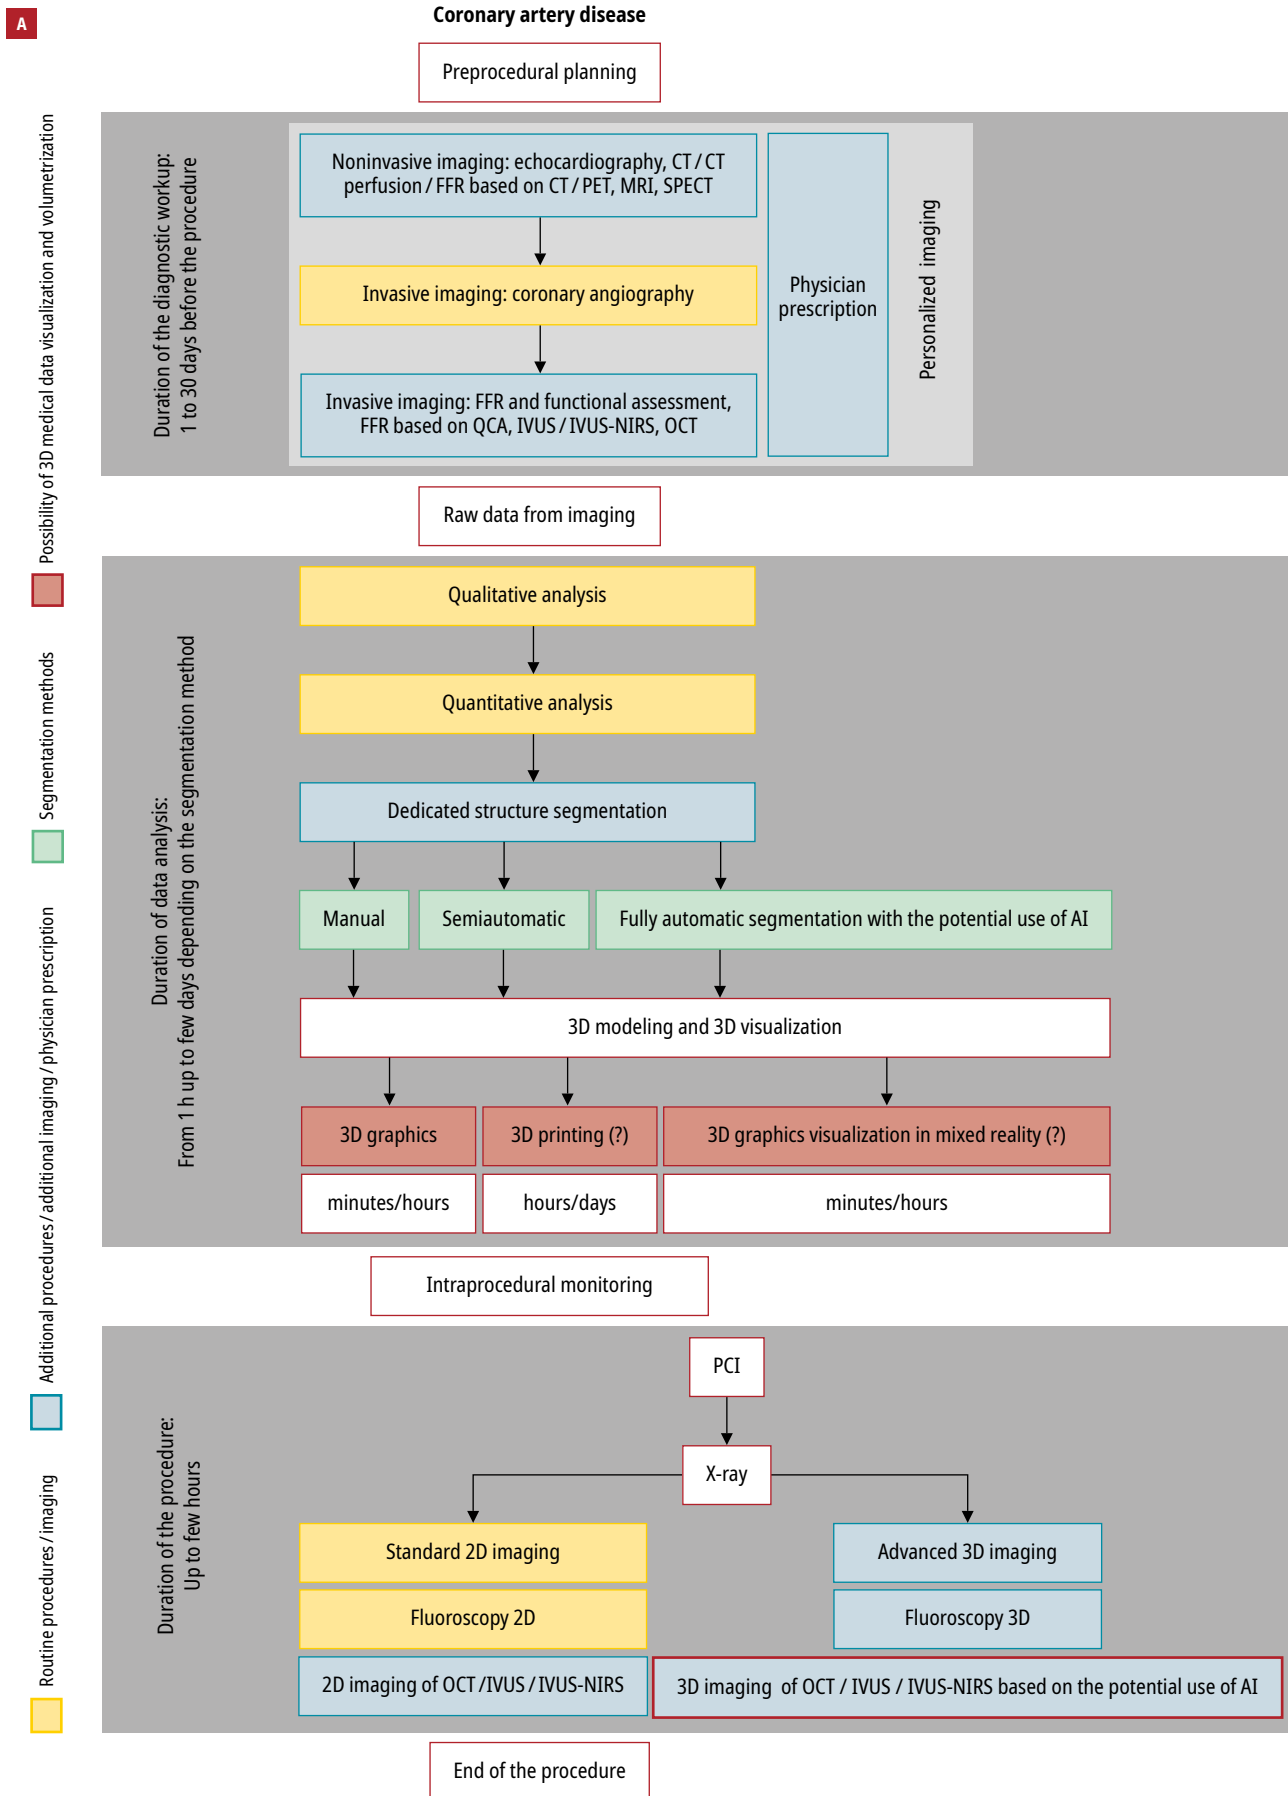 A
Coronary artery disease
Preprocedural planning
Duration of the diagnostic workup:
1 to 30 days before the procedure
Noninvasive imaging: echocardiography, CT / CT
perfusion / FFR based on CT / PET, MRI, SPECT
Invasive imaging: coronary angiography
Invasive imaging: FFR and functional assessment,
FFR based on QCA, IVUS / IVUS-NIRS, OCT
Physician
prescription
Personalized imaging
Raw data from imaging
Duration of data analysis:
From 1 h up to few days depending on the segmentation method
Qualitative analysis
Quantitative analysis
Dedicated structure segmentation
Manual
Semiautomatic
Fully automatic segmentation with the potential use of AI
3D modeling and 3D visualization
3D graphics
3D printing (?)
3D graphics visualization in mixed reality (?)
minutes/hours
hours/days
minutes/hours
Intraprocedural monitoring
Duration of the procedure:
Up to few hours
PCI
X-ray
Standard 2D imaging
Advanced 3D imaging
Fluoroscopy 2D
Fluoroscopy 3D
2D imaging of OCT /IVUS / IVUS-NIRS
3D imaging of OCT / IVUS / IVUS-NIRS based on the potential use of AI
End of the procedure
Routine procedures / imaging
Additional procedures / additional imaging / physician prescription
Segmentation methods
Possibility of 3D medical data visualization and volumetrization